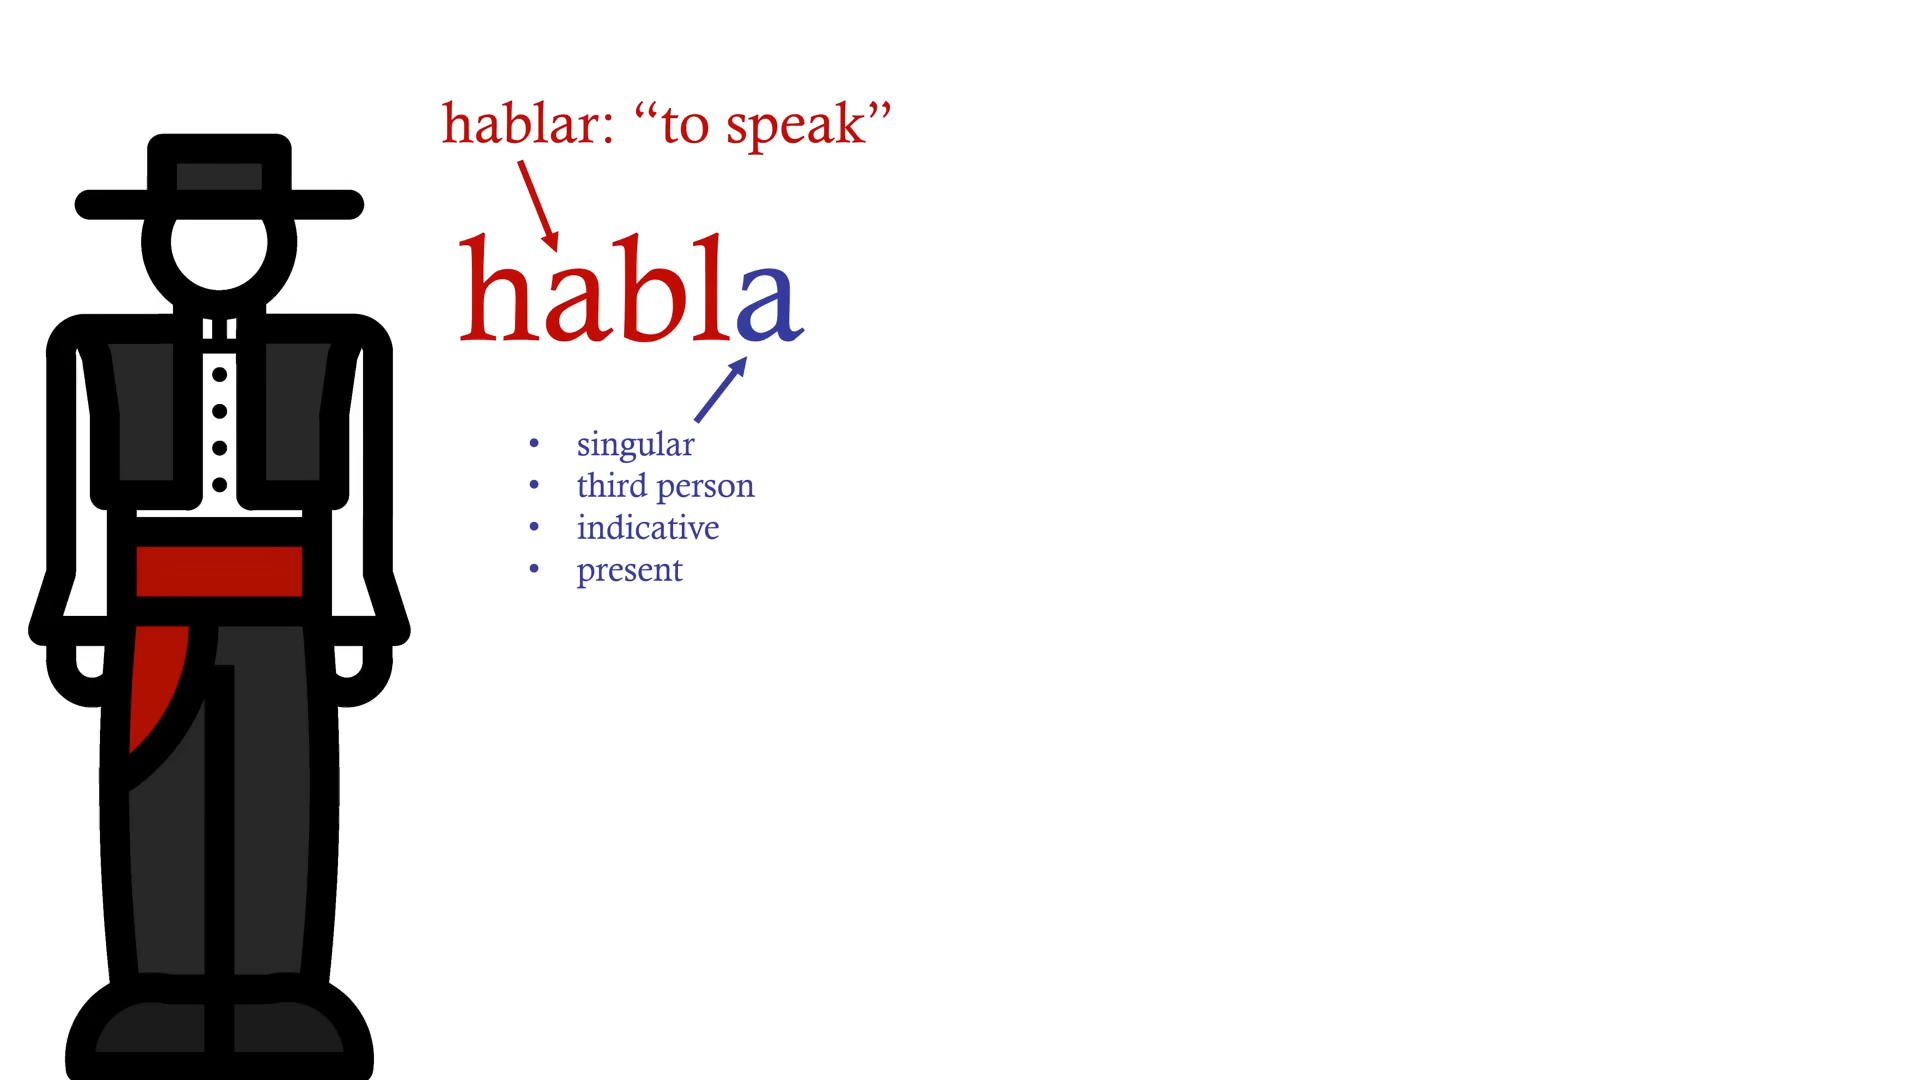 hablar: “to speak”
habla
• singular
• third person
• indicative
• present